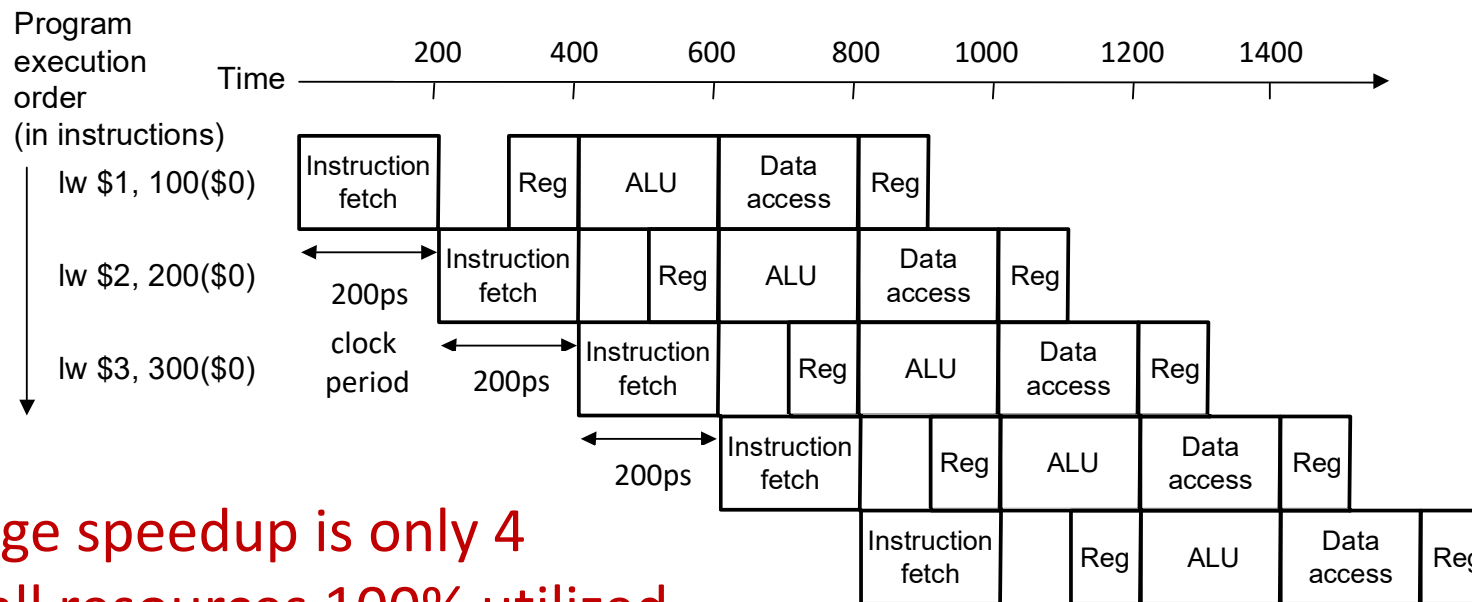 Program
execution
order
(in instructions)
Time
200 400 600 800 1000 1200 1400
lw $1, 100($0)
Instruction
fetch
Reg
ALU
Data
access
Reg
lw $2, 200($0)
200ps
Instruction
fetch
Reg
ALU
Data
access
Reg
clock
period
lw $3, 300($0)
200ps
Instruction
fetch
Reg
ALU
Data
access
Reg
200ps
Instruction
fetch
Reg
ALU
Data
access
Reg
Instruction
fetch
Reg
ALU
Data
access
ge speedup is only 4
resources 100% utilized